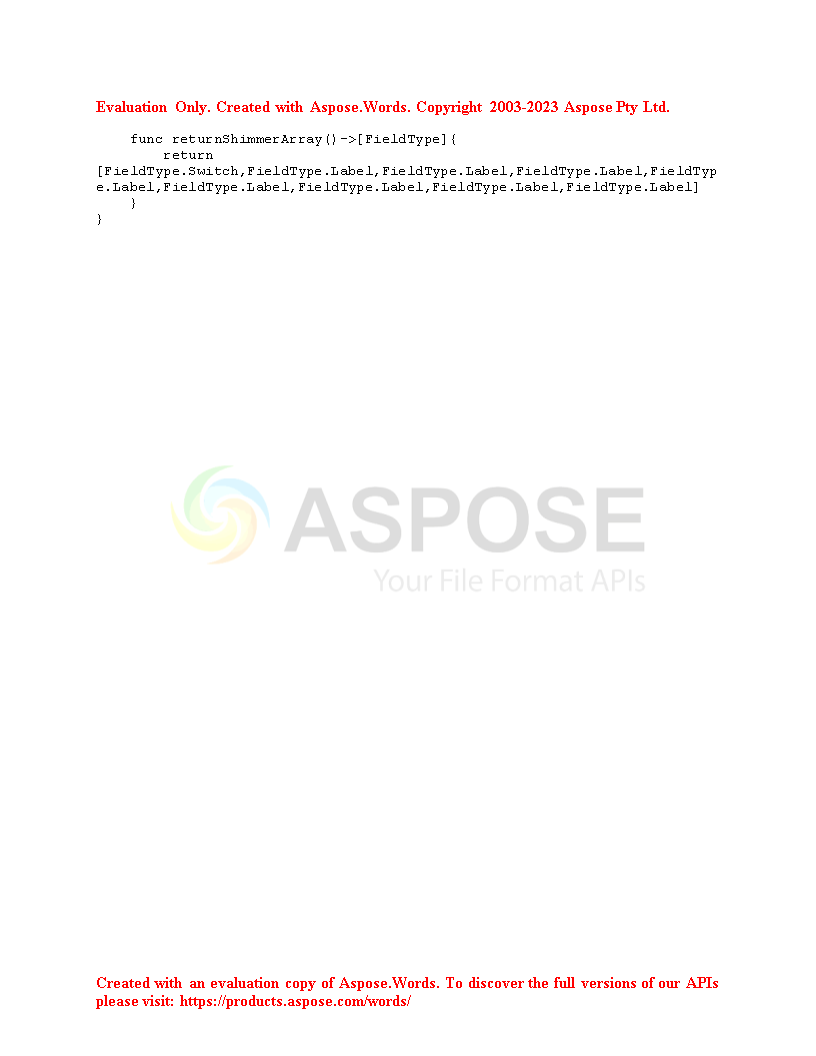 Evaluation Only. Created with Aspose.Words. Copyright 2003-2023 Aspose Pty Ltd.
    func returnShimmerArray()->[FieldType]{
        return
[FieldType.Switch,FieldType.Label,FieldType.Label,FieldType.Label,FieldTyp
e.Label,FieldType.Label,FieldType.Label,FieldType.Label,FieldType.Label]
    }
}
ASPOSE
Your File Format APIs
Created with an evaluation copy of Aspose.Words. To discover the full versions of our APIs
please visit: https://products.aspose.com/words/